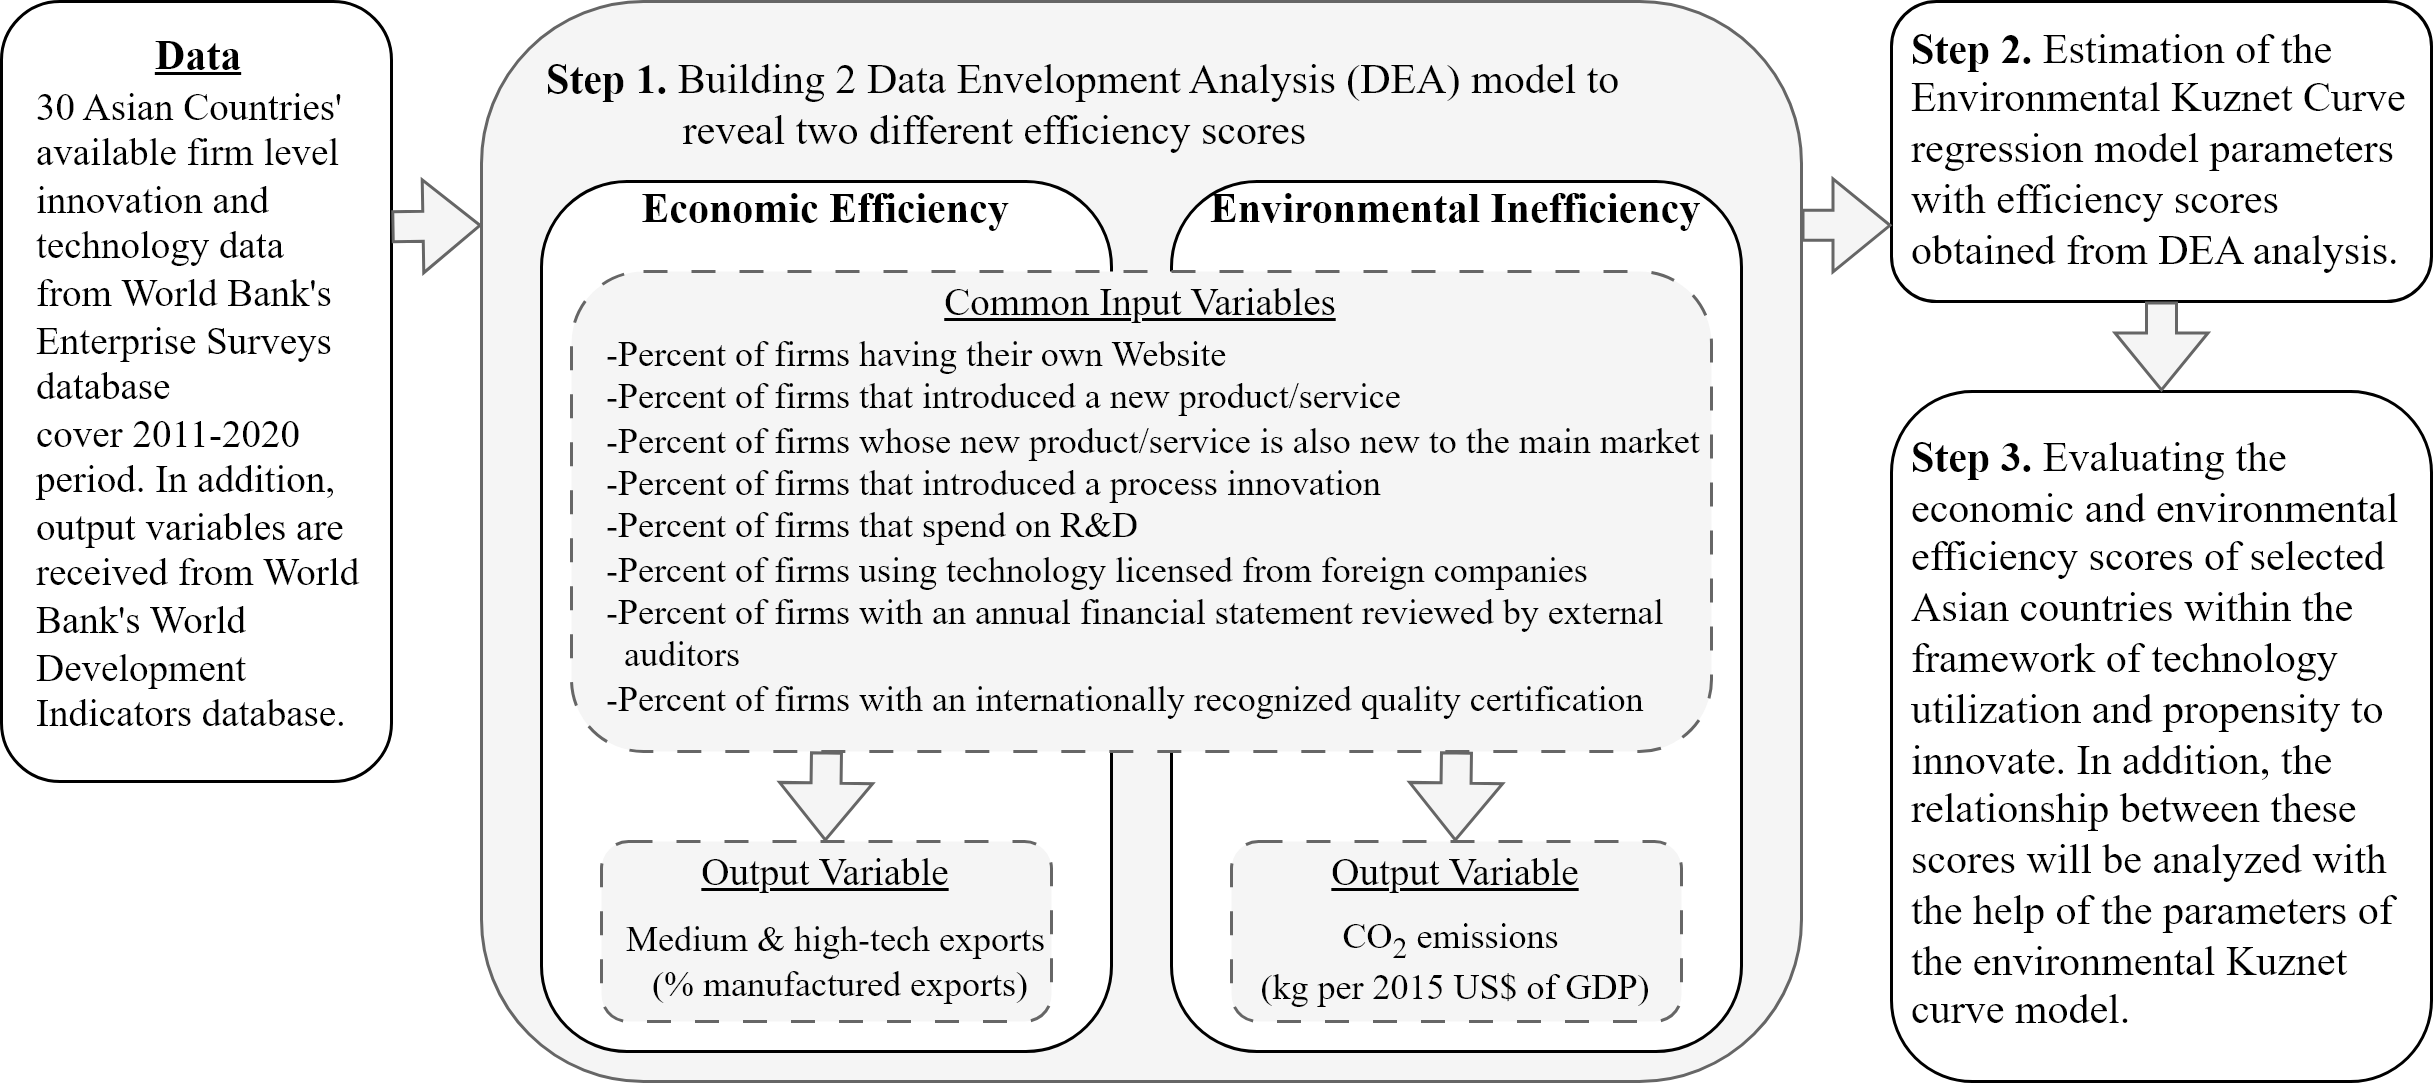 Data
30 Asian Countries'
available firm level
innovation and
technology data
from World Bank's
Enterprise Surveys
database
cover 2011-2020
period. In addition,
output variables are
received from World
Bank's World
Development
Indicators database.
Step 1. Building 2 Data Envelopment Analysis (DEA) model to
reveal two different efficiency scores
Economic Efficiency
Environmental Inefficiency
Common Input Variables
-Percent of firms having their own Website
-Percent of firms that introduced a new product/service
-Percent of firms whose new product/service is also new to the main market
-Percent of firms that introduced a process innovation
-Percent of firms that spend on R&D
-Percent of firms using technology licensed from foreign companies
-Percent of firms with an annual financial statement reviewed by external
auditors
-Percent of firms with an internationally recognized quality certification
Output Variable
Medium & high-tech exports
(% manufactured exports)
Output Variable
CO₂ emissions
(kg per 2015 US$ of GDP)
Step 2. Estimation of the
Environmental Kuznet Curve
regression model parameters
with efficiency scores
obtained from DEA analysis.
Step 3. Evaluating the
economic and environmental
efficiency scores of selected
Asian countries within the
framework of technology
utilization and propensity to
innovate. In addition, the
relationship between these
scores will be analyzed with
the help of the parameters of
the environmental Kuznet
curve model.